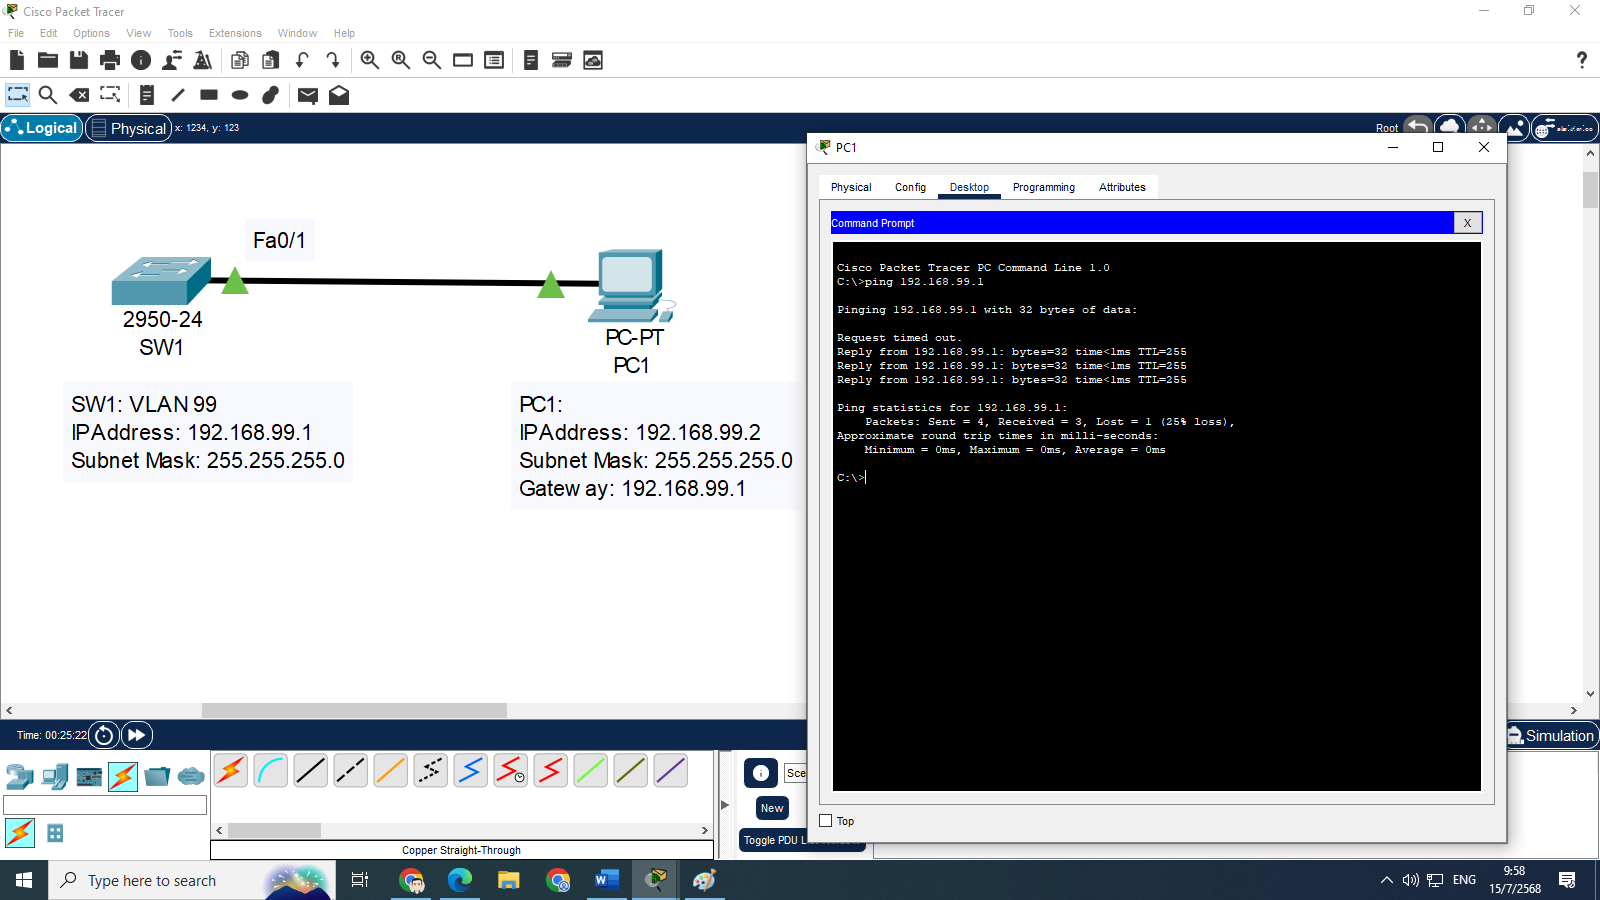 Cisco Packet Tracer
File Edit Options View Tools Extensions Window Help
Logical Physical x: 1234, y: 123
Root
Fa0/1
2950-24
SW1
PC-PT
PC1
SW1: VLAN 99
IPAddress: 192.168.99.1
Subnet Mask: 255.255.255.0
PC1:
IPAddress: 192.168.99.2
Subnet Mask: 255.255.255.0
Gatew ay: 192.168.99.1
PC1
Physical Config Desktop Programming Attributes
Command Prompt X
Cisco Packet Tracer PC Command Line 1.0
C:\>ping 192.168.99.1
Pinging 192.168.99.1 with 32 bytes of data:
Request timed out.
Reply from 192.168.99.1: bytes=32 time<1ms TTL=255
Reply from 192.168.99.1: bytes=32 time<1ms TTL=255
Reply from 192.168.99.1: bytes=32 time<1ms TTL=255
Ping statistics for 192.168.99.1:
Packets: Sent = 4, Received = 3, Lost = 1 (25% loss),
Approximate round trip times in milli-seconds:
Minimum = 0ms, Maximum = 0ms, Average = 0ms
C:\>
Top
Time: 00:25:22
Simulation
Sce
New
Toggle PDU L
Copper Straight-Through
Type here to search
ENG
9:58
15/7/2568